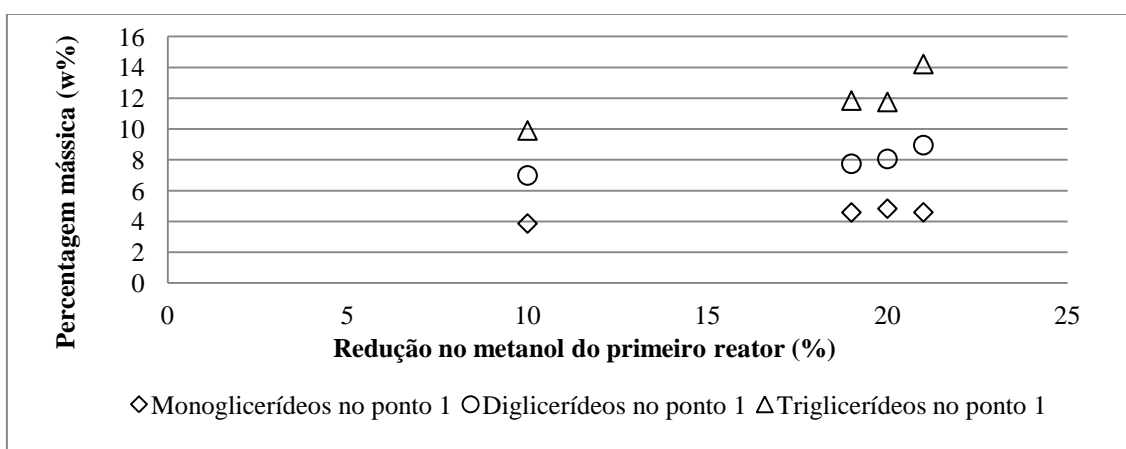 Percentagem mássica (w%)
16
14
12
10
8
6
4
2
0
0 5 10 15 20 25
Redução no metanol do primeiro reator (%)
Monoglicerídeos no ponto 1 Diglicerídeos no ponto 1 Triglicerídeos no ponto 1